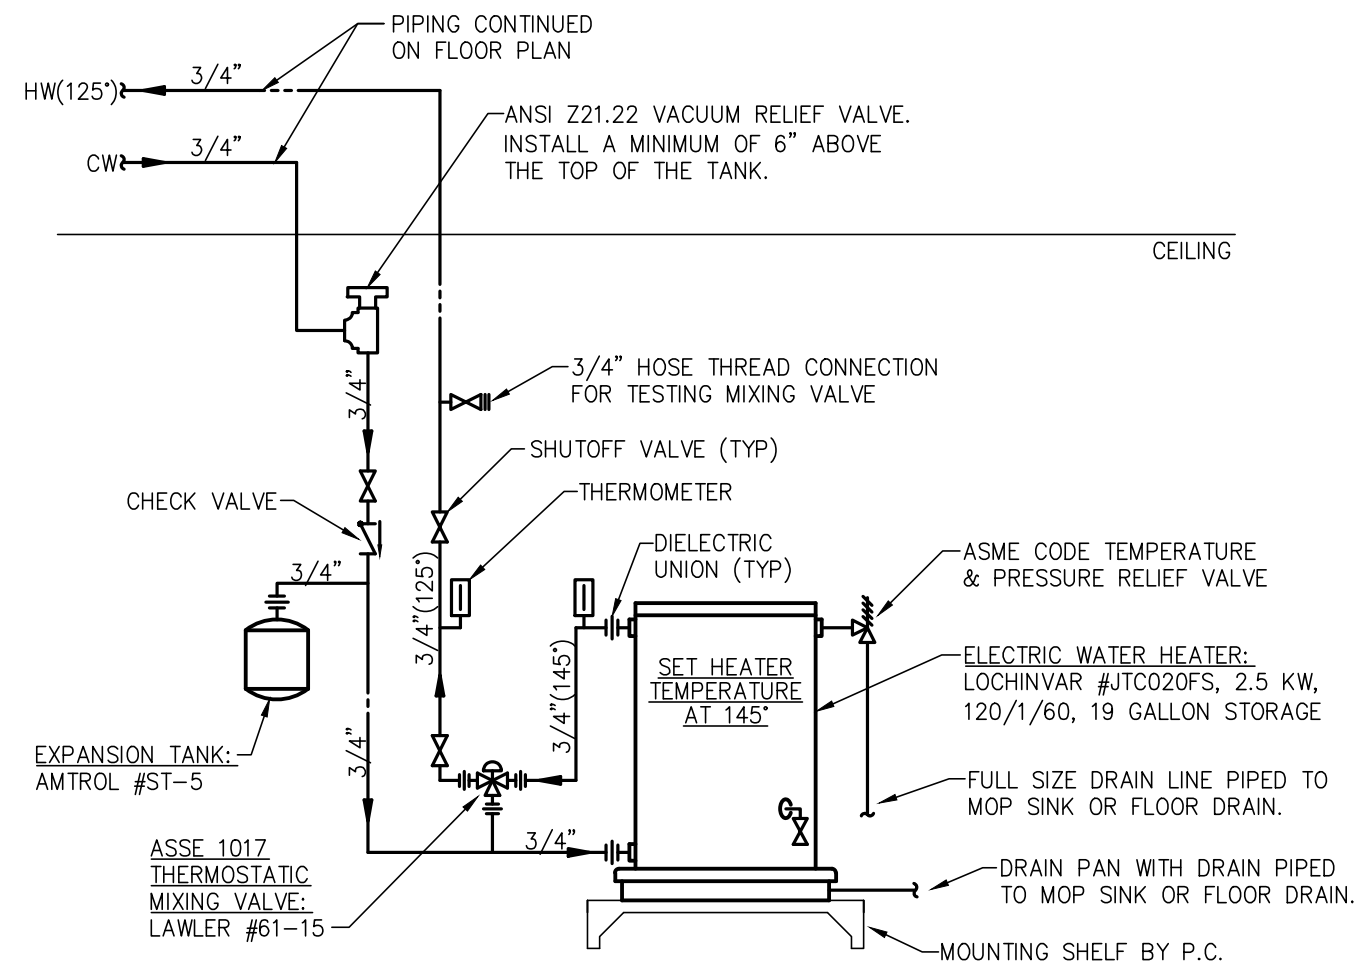 PIPING CONTINUED
ON FLOOR PLAN
3/4”
HW(125°)
ANSI Z21.22 VACUUM RELIEF VALVE.
INSTALL A MINIMUM OF 6” ABOVE
THE TOP OF THE TANK.
3/4”
CW
CEILING
3/4”
3/4” HOSE THREAD CONNECTION
FOR TESTING MIXING VALVE
SHUTOFF VALVE (TYP)
CHECK VALVE
THERMOMETER
DIELECTRIC
UNION (TYP)
ASME CODE TEMPERATURE
& PRESSURE RELIEF VALVE
3/4”
3/4”(125°)
3/4”(145°)
SET HEATER
TEMPERATURE
AT 145°
ELECTRIC WATER HEATER:
LOCHINVAR #JTC020FS, 2.5 KW,
120/1/60, 19 GALLON STORAGE
EXPANSION TANK:
AMTROL #ST-5
3/4”
FULL SIZE DRAIN LINE PIPED TO
MOP SINK OR FLOOR DRAIN.
ASSE 1017
THERMOSTATIC
MIXING VALVE:
LAWLER #61-15
3/4”
DRAIN PAN WITH DRAIN PIPED
TO MOP SINK OR FLOOR DRAIN.
MOUNTING SHELF BY P.C.